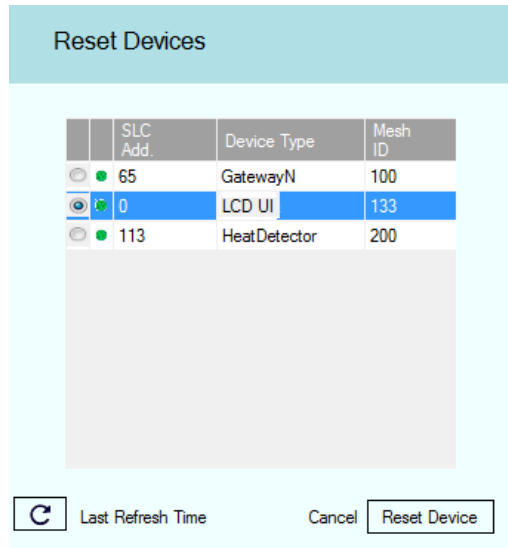 Reset Devices
SLC Add. Device Type Mesh ID
65 GatewayN 100
0 LCD UI 133
113 HeatDetector 200
Last Refresh Time Cancel Reset Device